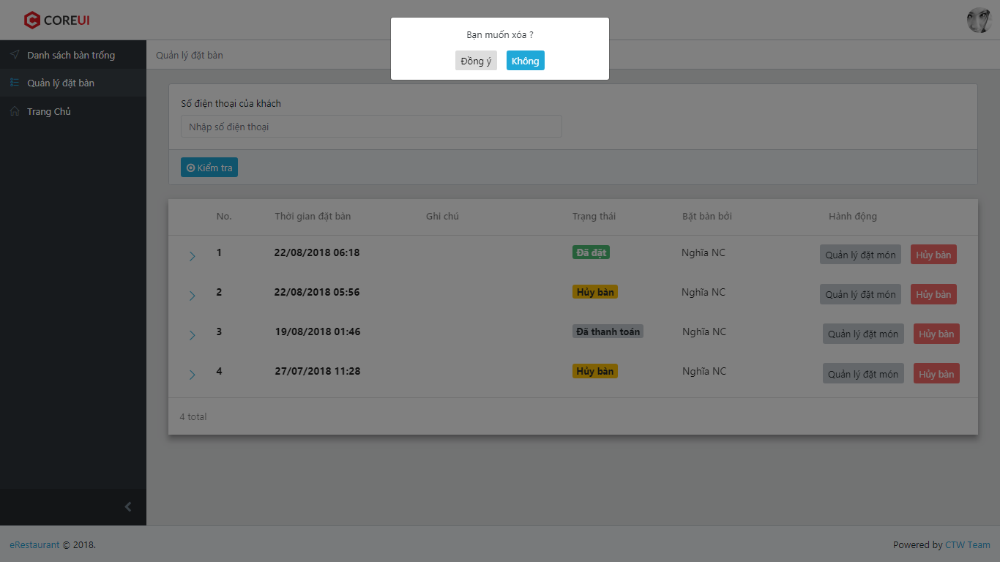 COREUI
Bạn muốn xóa ?
Đồng ý Không
Danh sách bàn trống
Quản lý đặt bàn
Trang Chủ
Quản lý đặt bàn
Số điện thoại của khách
Nhập số điện thoại
Kiểm tra
No. Thời gian đặt bàn Ghi chú Trạng thái Bặt bàn bởi Hành động
1 22/08/2018 06:18 Đã đặt Nghĩa NC Quản lý đặt món Hủy bàn
2 22/08/2018 05:56 Hủy bàn Nghĩa NC Quản lý đặt món Hủy bàn
3 19/08/2018 01:46 Đã thanh toán Nghĩa NC Quản lý đặt món Hủy bàn
4 27/07/2018 11:28 Hủy bàn Nghĩa NC Quản lý đặt món Hủy bàn
4 total
eRestaurant © 2018. Powered by CTW Team